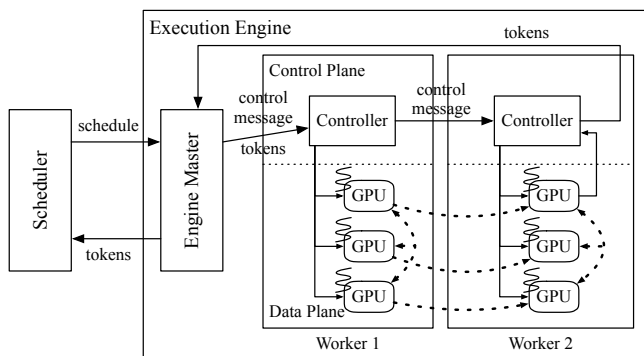 Execution Engine
tokens
Control Plane
control
message
control
message
schedule
tokens
Controller
Controller
Scheduler
Engine Master
GPU
GPU
tokens
GPU
GPU
GPU
GPU
Data Plane
Worker 1
Worker 2